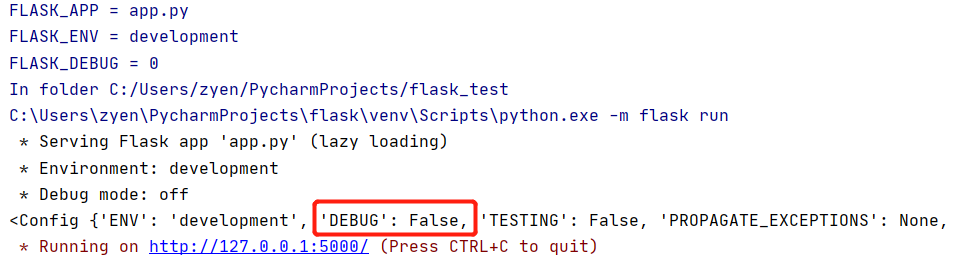 FLASK_APP = app.py
FLASK_ENV = development
FLASK_DEBUG = 0
In folder C:/Users/zyen/PycharmProjects/flask_test
C:\Users\zyen\PycharmProjects\flask\venv\Scripts\python.exe -m flask run
 * Serving Flask app 'app.py' (lazy loading)
 * Environment: development
 * Debug mode: off
<Config {'ENV': 'development', 'DEBUG': False, 'TESTING': False, 'PROPAGATE_EXCEPTIONS': None,
 * Running on http://127.0.0.1:5000/ (Press CTRL+C to quit)